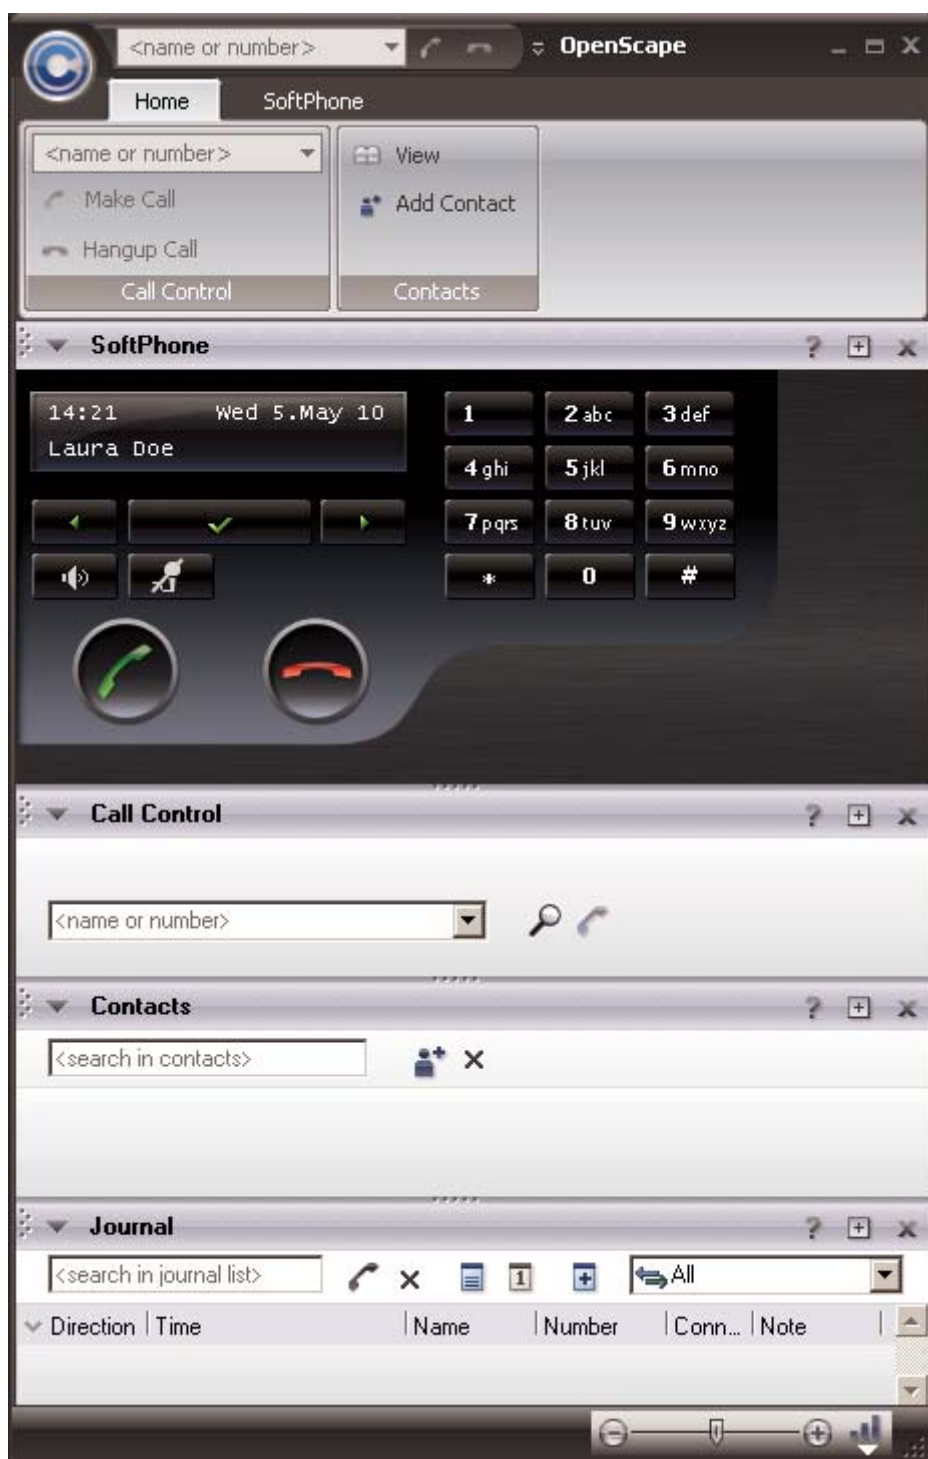 <name or number> OpenScape
Home SoftPhone
<name or number> View
Make Call Add Contact
Hangup Call
Call Control Contacts
SoftPhone ?
14:21 Wed 5.May 10 1 2 abc 3 def
Laura Doe
4 ghi 5 jkl 6 mno
7 pqrs 8 tuv 9 wxyz
* 0 #
Call Control ?
<name or number>
Contacts ?
<search in contacts>
Journal ?
<search in journal list> 1 All
Direction Time Name Number Conn... Note